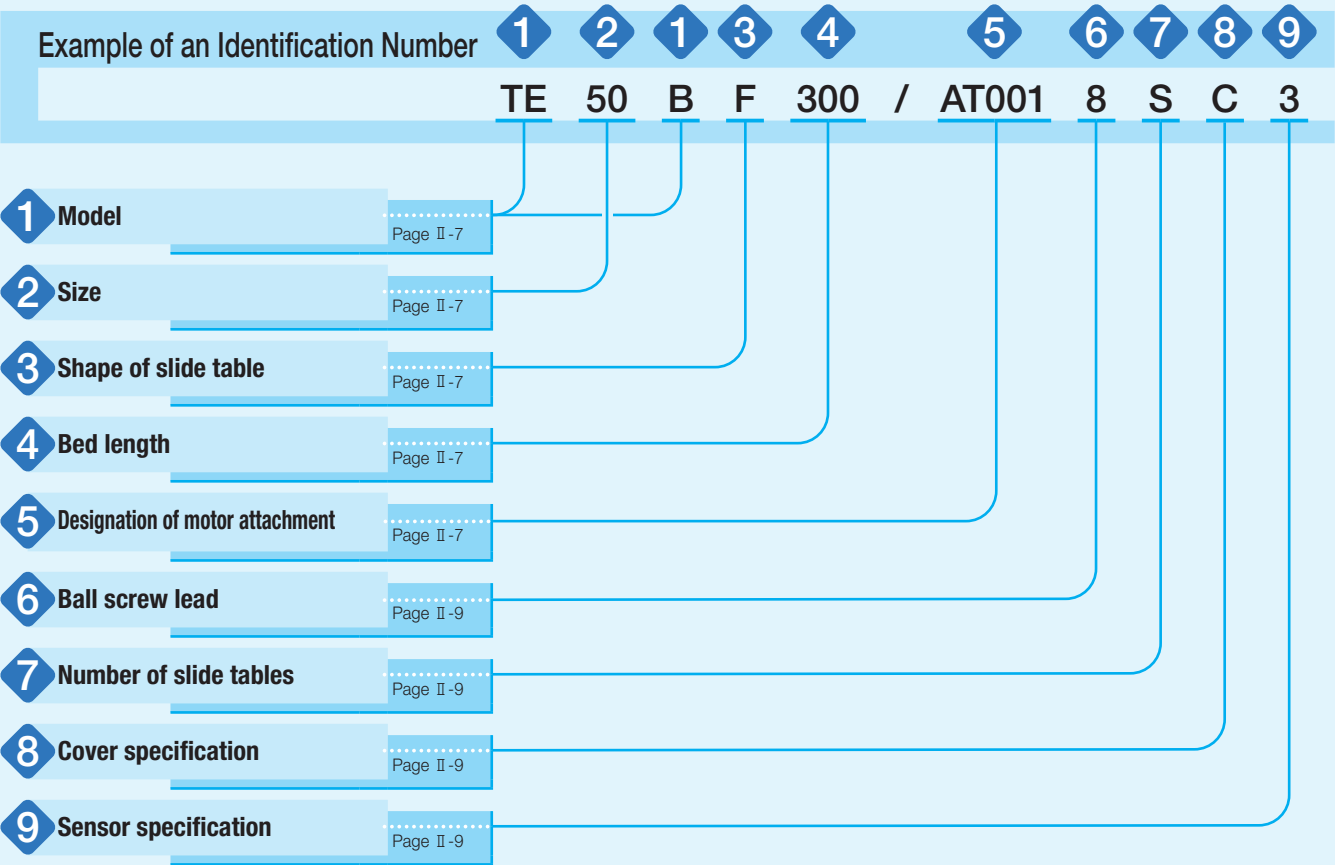 Example of an Identification Number 1 2 1 3 4 5 6 7 8 9
TE 50 B F 300 / AT001 8 S C 3
1 Model
Page Ⅱ-7
2 Size
Page Ⅱ-7
3 Shape of slide table
Page Ⅱ-7
4 Bed length
Page Ⅱ-7
5 Designation of motor attachment
Page Ⅱ-7
6 Ball screw lead
Page Ⅱ-9
7 Number of slide tables
Page Ⅱ-9
8 Cover specification
Page Ⅱ-9
9 Sensor specification
Page Ⅱ-9